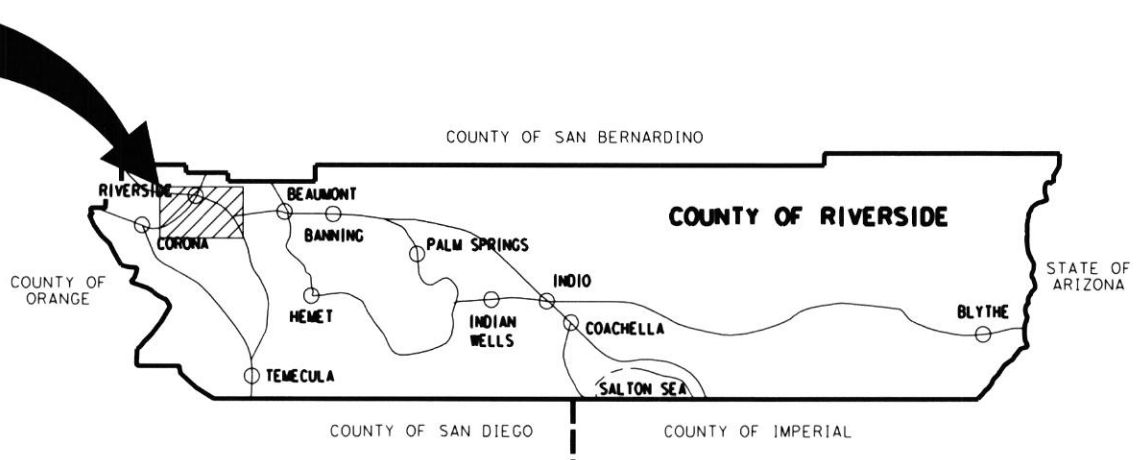 COUNTY OF SAN BERNARDINO
RIVERSIDE
BEAUMONT
COUNTY OF RIVERSIDE
BANNING
CORONA
PALM SPRINGS
COUNTY OF
ORANGE
STATE OF
ARIZONA
INDIO
HEMET
INDIAN
WELLS
COACHELLA
BLYTHE
TEMECULA
SALTON SEA
COUNTY OF SAN DIEGO
COUNTY OF IMPERIAL